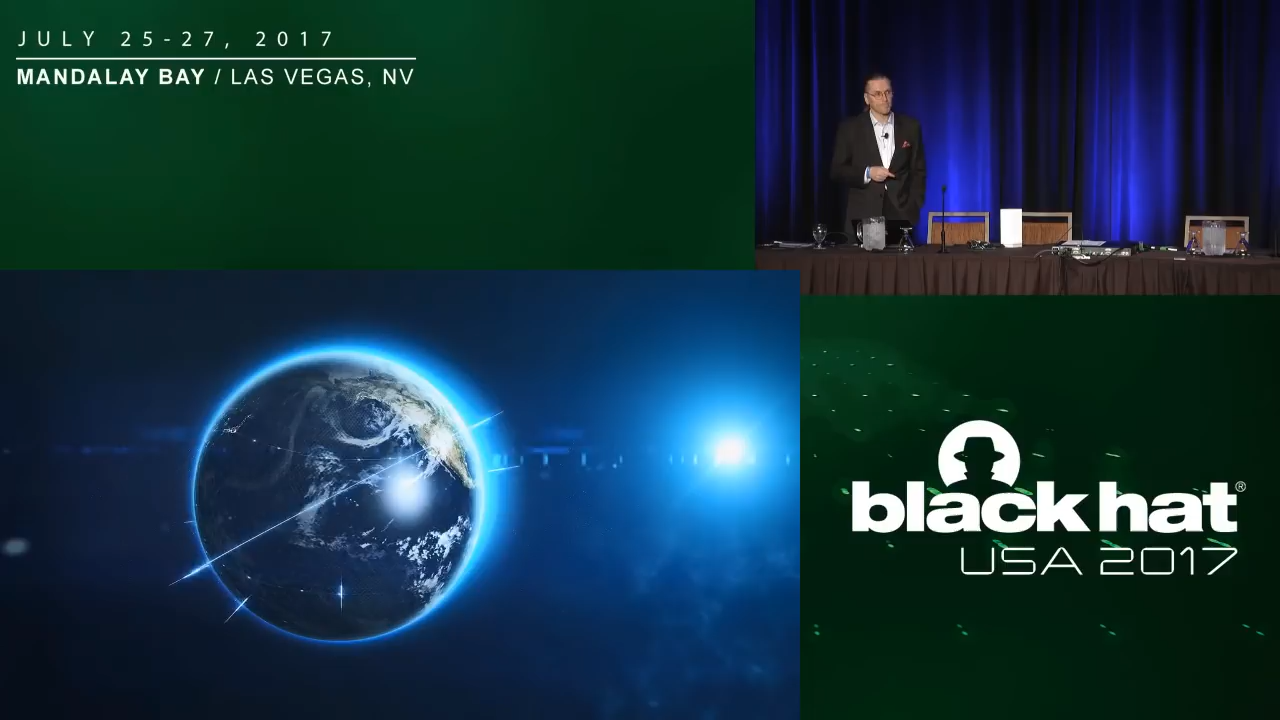 JULY 25-27, 2017
MANDALAY BAY / LAS VEGAS, NV
black hat®
USA 2017